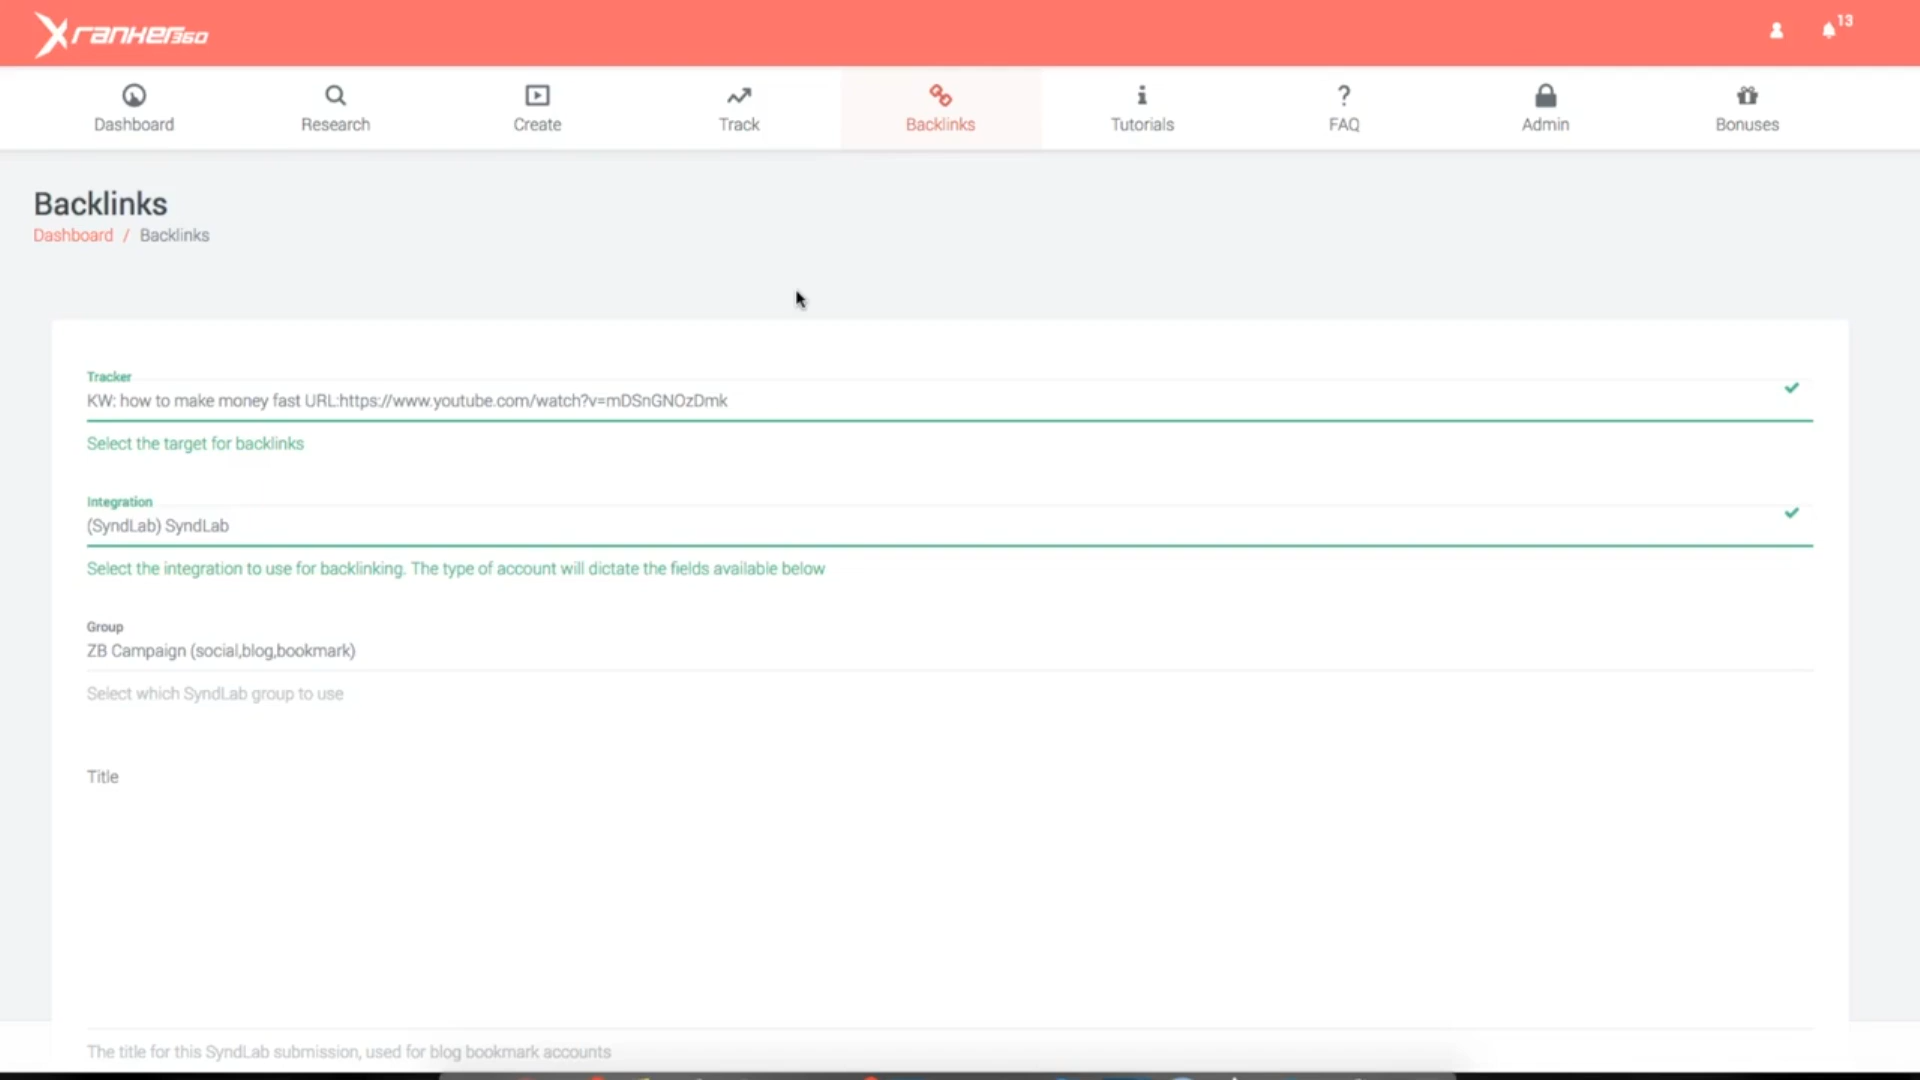 Xranker360
13
Dashboard
Research
Create
Track
Backlinks
Tutorials
FAQ
Admin
Bonuses
Backlinks
Dashboard / Backlinks
Tracker
KW: how to make money fast URL:https://www.youtube.com/watch?v=mDSnGNOzDmk
Select the target for backlinks
Integration
(SyndLab) SyndLab
Select the integration to use for backlinking. The type of account will dictate the fields available below
Group
ZB Campaign (social,blog,bookmark)
Select which SyndLab group to use
Title
The title for this SyndLab submission, used for blog bookmark accounts